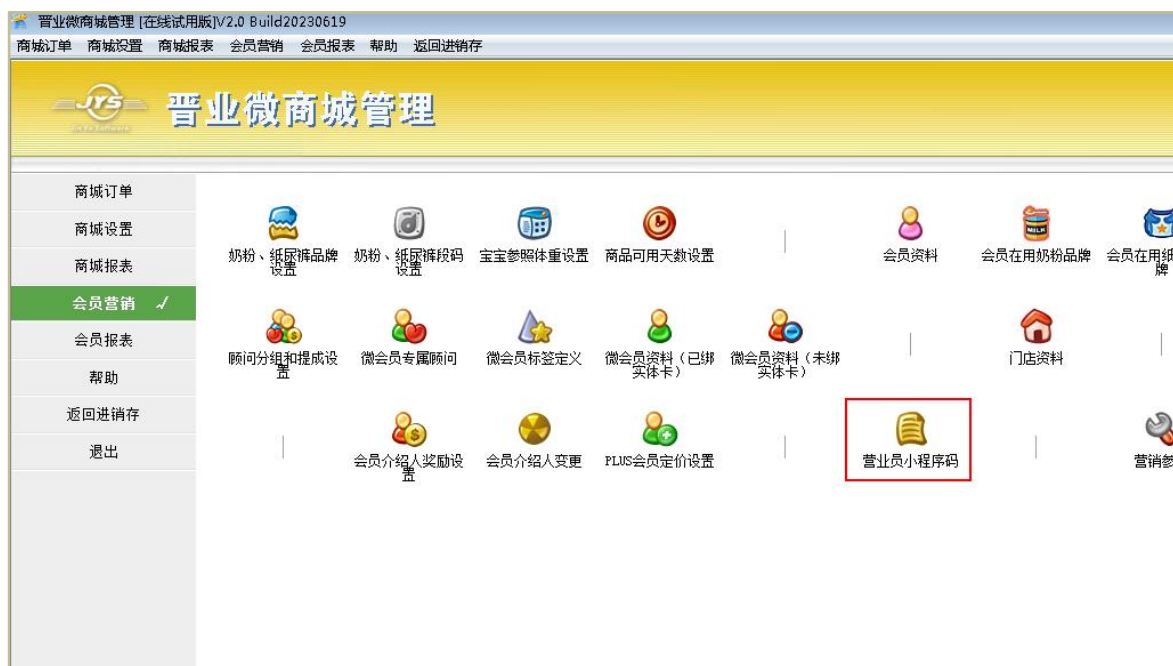 晋业微商城管理 [在线试用版]V2.0 Build20230619
商城订单 商城设置 商城报表 会员营销 会员报表 帮助 返回进销存
JYS 晋业微商城管理
商城订单
商城设置
商城报表
会员营销 √
会员报表
帮助
返回进销存
退出
奶粉、纸尿裤品牌
设置
奶粉、纸尿裤段码
设置
宝宝参照体重设置
商品可用天数设置
会员资料
MILK
会员在用奶粉品牌
会员在用纸
牌
顾问分组和提成设
置
微会员专属顾问
微会员标签定义
微会员资料（已绑
实体卡）
微会员资料（未绑
实体卡）
门店资料
会员介绍人奖励设
置
会员介绍人变更
PLUS会员定价设置
营业员小程序码
营销参